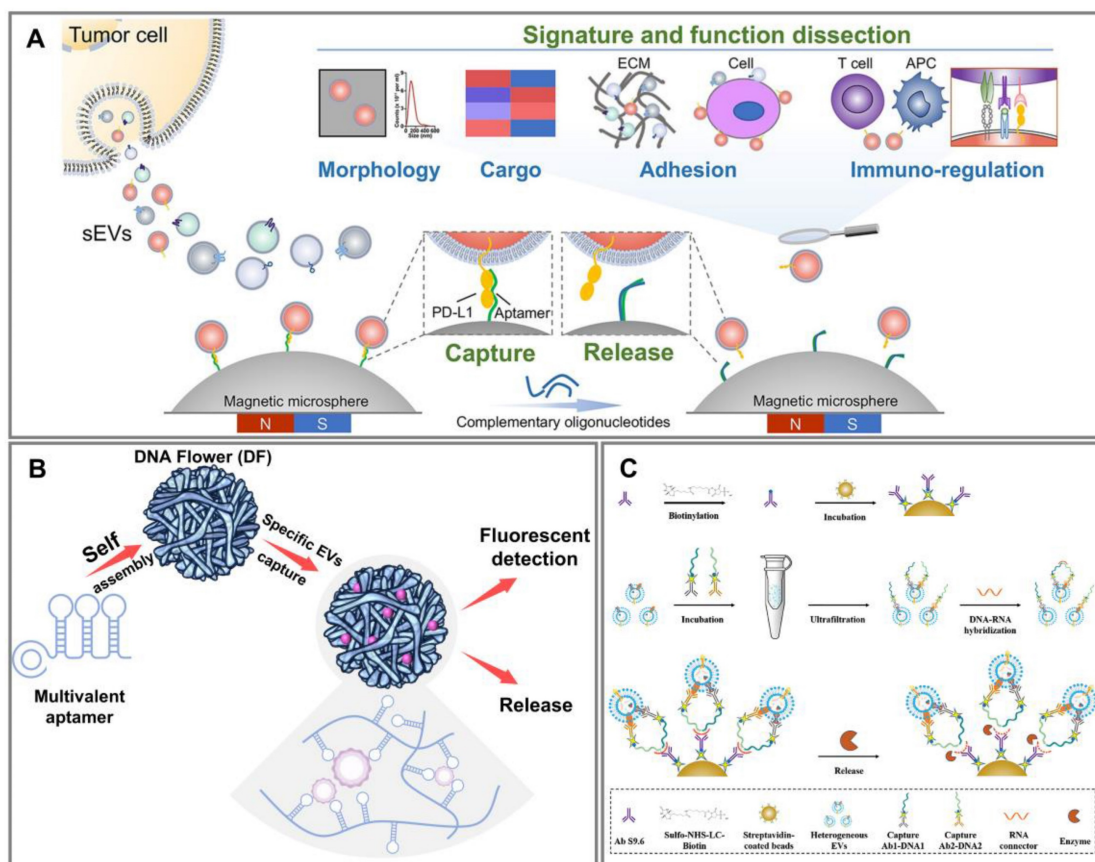 A
Tumor cell
sEVs
Signature and function dissection
ECM
Cell
T cell
APC
Size (nm)
Morphology
Cargo
Adhesion
Immuno-regulation
PD-L1
Aptamer
Capture
Release
Magnetic microsphere
N
S
Complementary oligonucleotides
Magnetic microsphere
N
S
B
DNA Flower (DF)
Self
assembly
Specific EVs
capture
Multivalent
aptamer
Fluorescent
detection
Release
C
Biotinylation
Incubation
Incubation
Ultrafiltration
DNA-RNA
hybridization
Release
Ab S9.6
Sulfo-NHS-LC-
Biotin
Streptavidin-
coated beads
Heterogeneous
EVs
Capture
Ab1-DNA1
Capture
Ab2-DNA2
RNA
connector
Enzyme